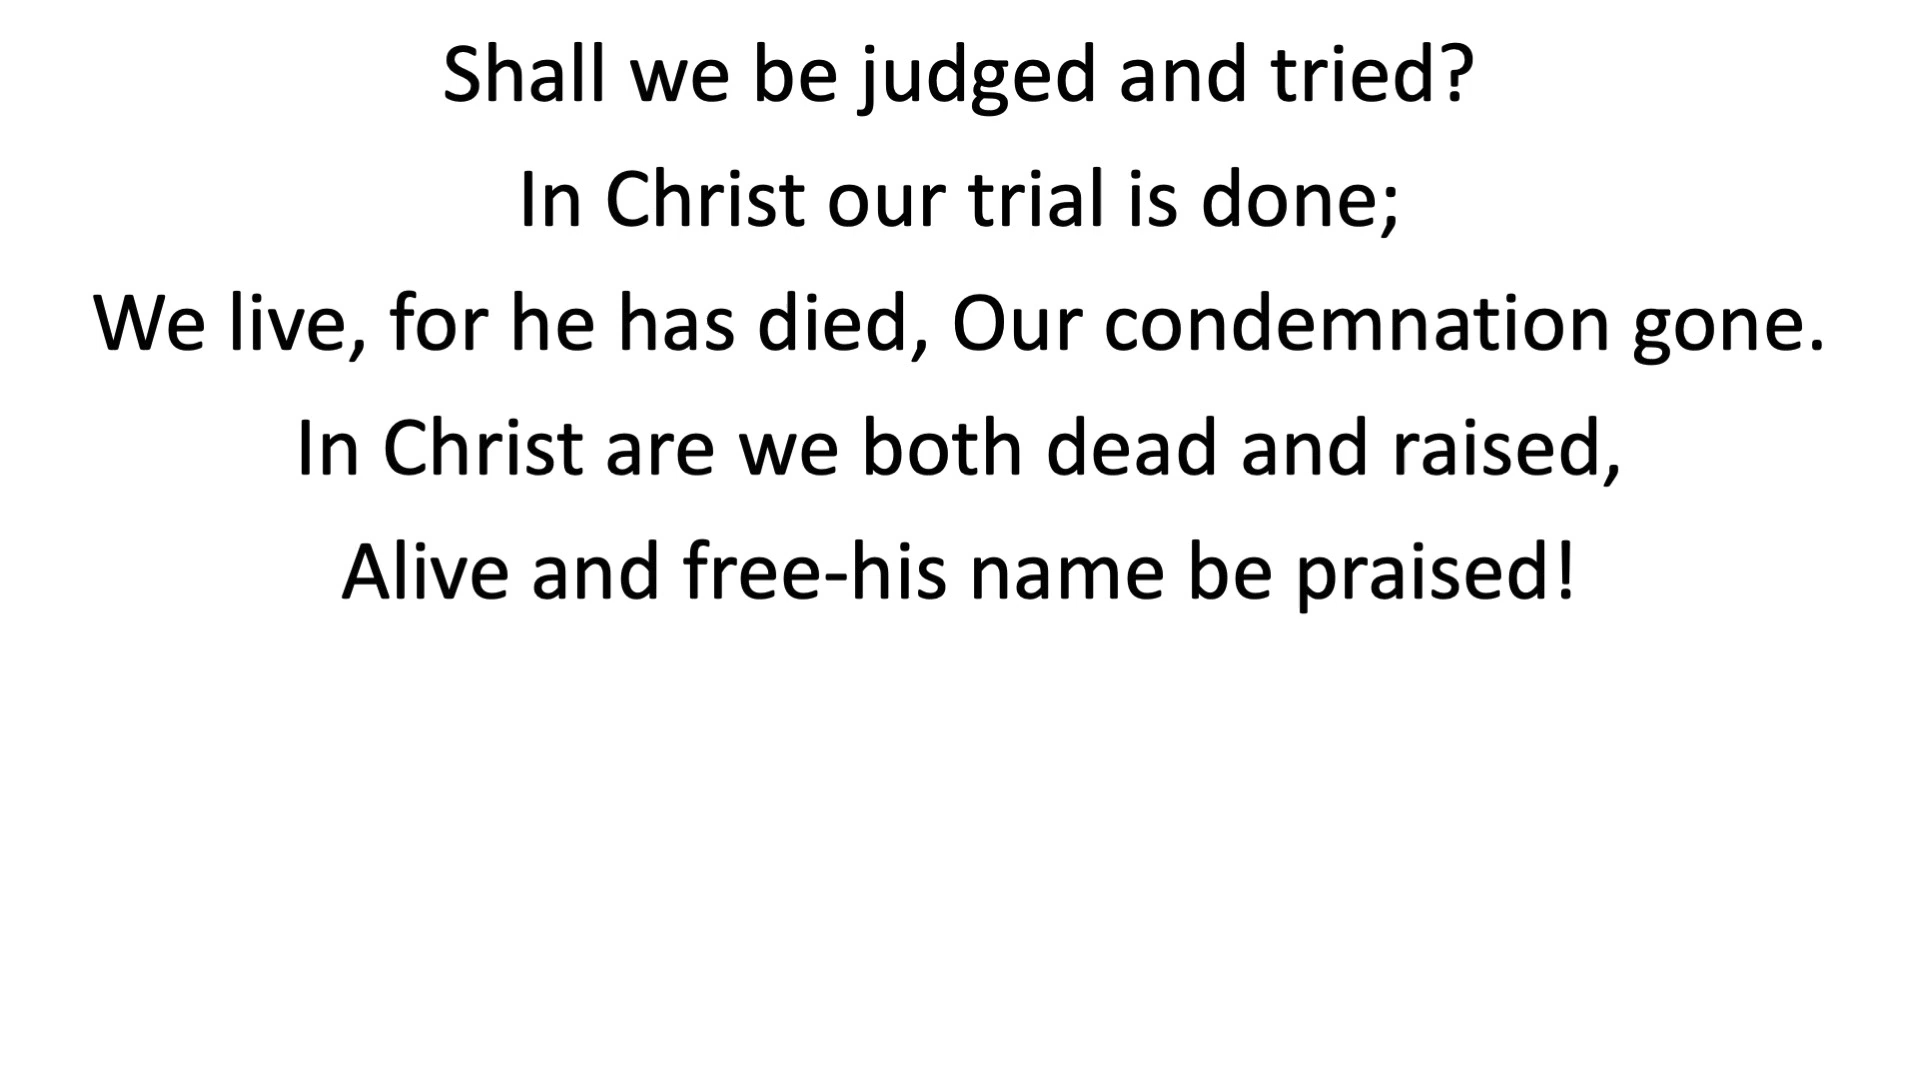 Shall we be judged and tried?
In Christ our trial is done;
We live, for he has died, Our condemnation gone.
In Christ are we both dead and raised,
Alive and free-his name be praised!